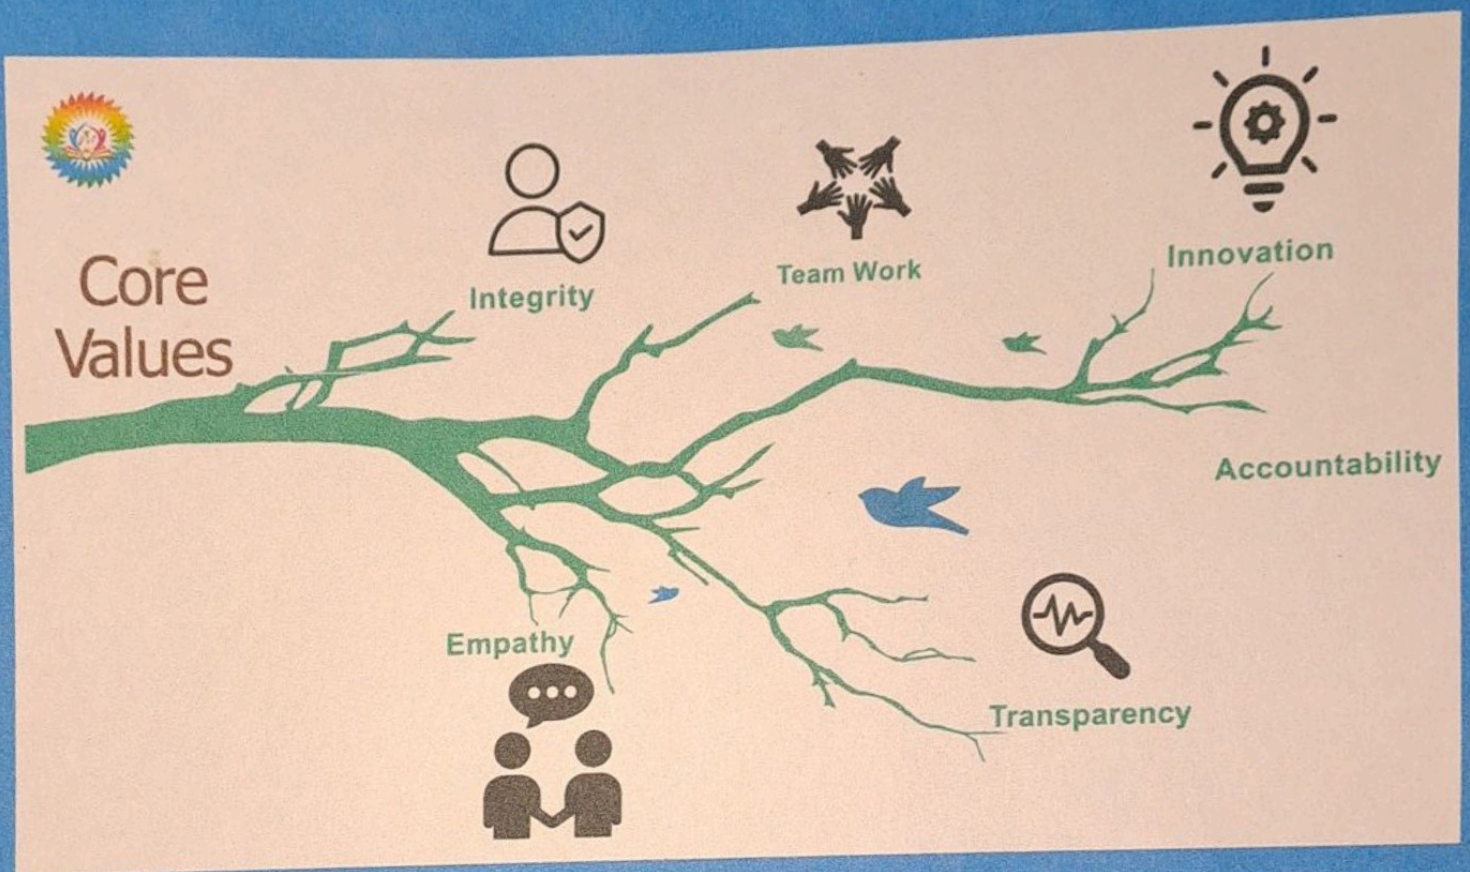 Core
Values
Integrity
Team Work
Innovation
Accountability
Empathy
Transparency